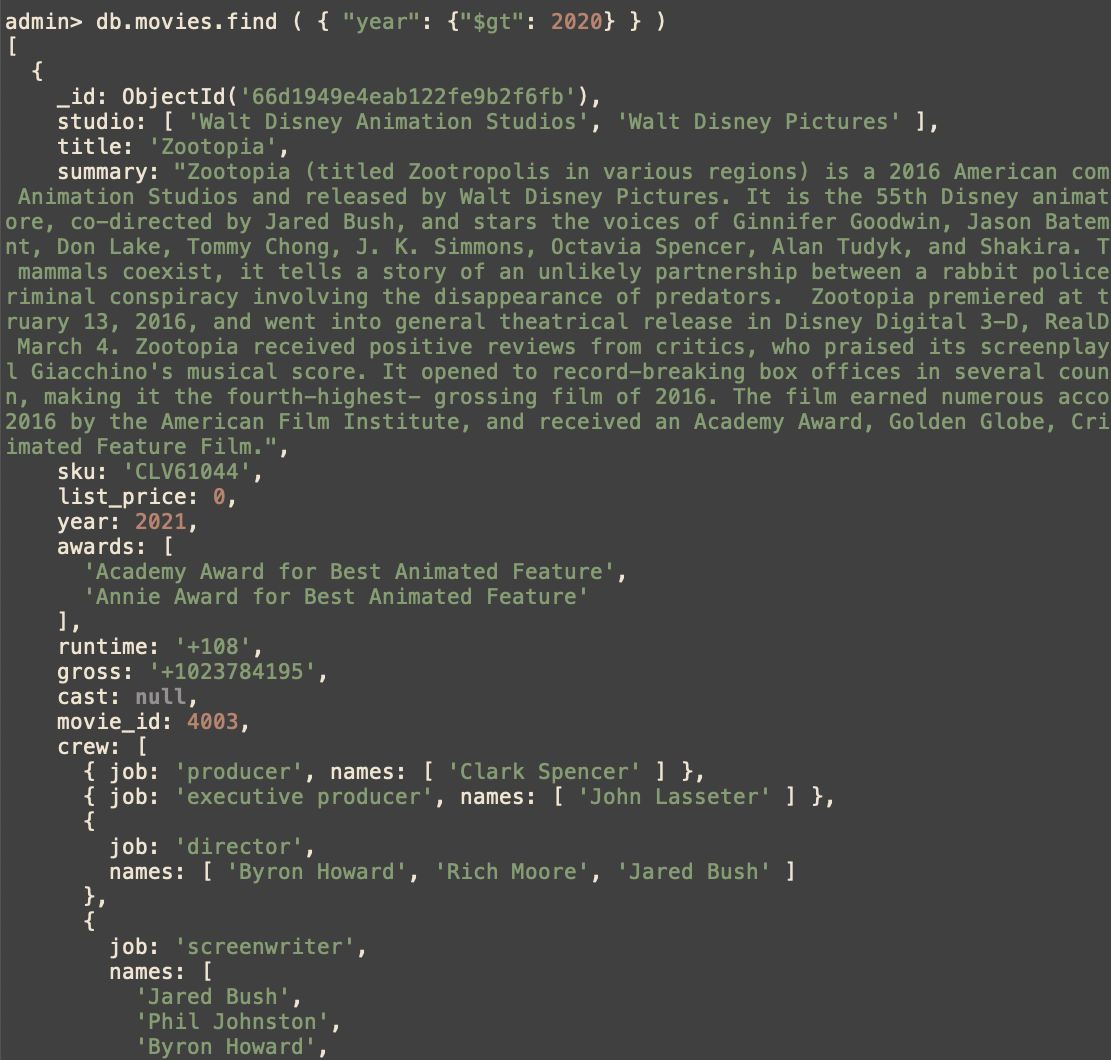 admin> db.movies.find ( { "year": {"$gt": 2020} } )
[
  {
    _id: ObjectId('66d1949e4eab122fe9b2f6fb'),
    studio: [ 'Walt Disney Animation Studios', 'Walt Disney Pictures' ],
    title: 'Zootopia',
    summary: "Zootopia (titled Zootropolis in various regions) is a 2016 American com
 Animation Studios and released by Walt Disney Pictures. It is the 55th Disney animat
ore, co-directed by Jared Bush, and stars the voices of Ginnifer Goodwin, Jason Batem
nt, Don Lake, Tommy Chong, J. K. Simmons, Octavia Spencer, Alan Tudyk, and Shakira. T
 mammals coexist, it tells a story of an unlikely partnership between a rabbit police
riminal conspiracy involving the disappearance of predators.  Zootopia premiered at t
ruary 13, 2016, and went into general theatrical release in Disney Digital 3-D, RealD
 March 4. Zootopia received positive reviews from critics, who praised its screenplay
l Giacchino's musical score. It opened to record-breaking box offices in several coun
n, making it the fourth-highest- grossing film of 2016. The film earned numerous acco
2016 by the American Film Institute, and received an Academy Award, Golden Globe, Cri
imated Feature Film.",
    sku: 'CLV61044',
    list_price: 0,
    year: 2021,
    awards: [
      'Academy Award for Best Animated Feature',
      'Annie Award for Best Animated Feature'
    ],
    runtime: '+108',
    gross: '+1023784195',
    cast: null,
    movie_id: 4003,
    crew: [
      { job: 'producer', names: [ 'Clark Spencer' ] },
      { job: 'executive producer', names: [ 'John Lasseter' ] },
      {
        job: 'director',
        names: [ 'Byron Howard', 'Rich Moore', 'Jared Bush' ]
      },
      {
        job: 'screenwriter',
        names: [
          'Jared Bush',
          'Phil Johnston',
          'Byron Howard',